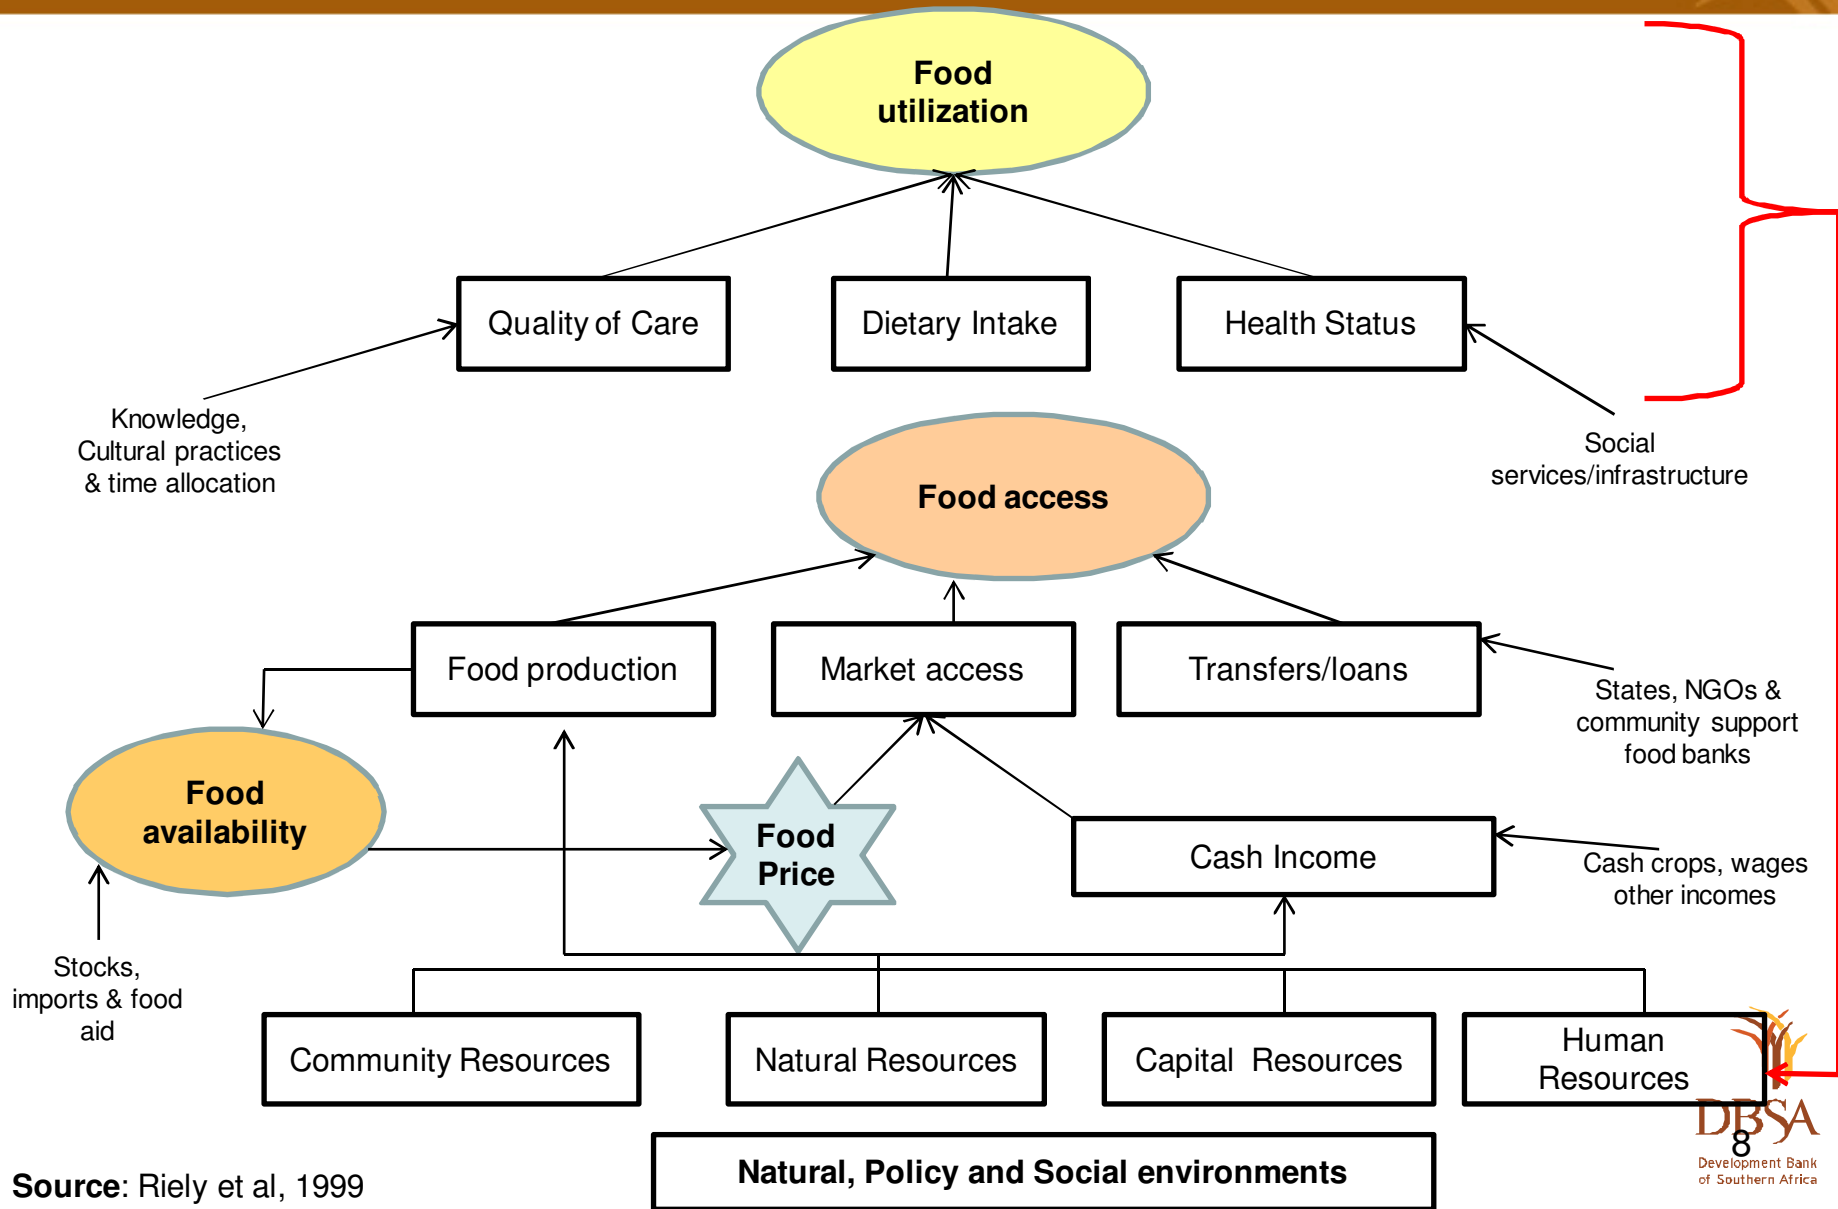 Food
utilization
Quality of Care
Dietary Intake
Health Status
Knowledge,
Cultural practices
& time allocation
Social
services/infrastructure
Food access
Food production
Market access
Transfers/loans
States, NGOs &
community support
food banks
Food
availability
Food
Price
Cash Income
Cash crops, wages
other incomes
Stocks,
imports & food
aid
Community Resources
Natural Resources
Capital Resources
Human
Resources
DBSA
8
Development Bank
of Southern Africa
Natural, Policy and Social environments
Source: Riely et al, 1999